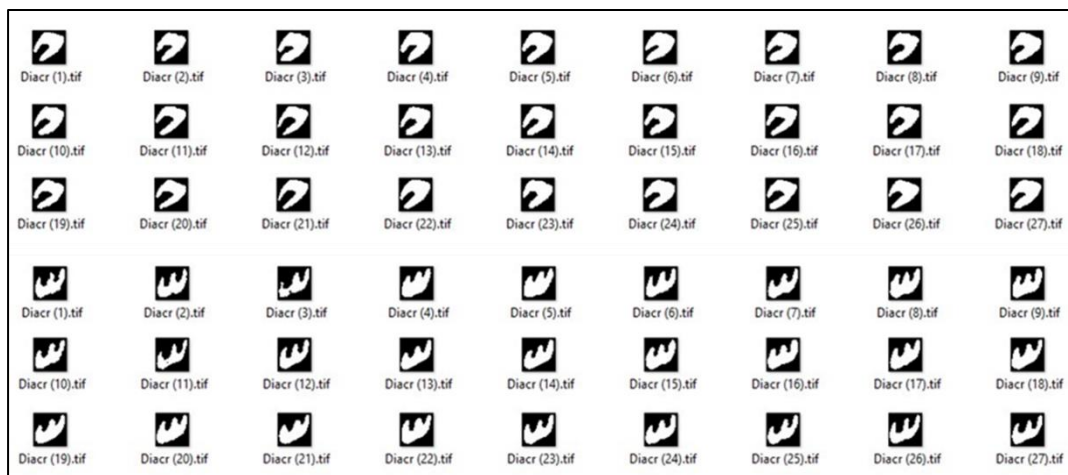 Diacr (1).tif Diacr (2).tif Diacr (3).tif Diacr (4).tif Diacr (5).tif Diacr (6).tif Diacr (7).tif Diacr (8).tif Diacr (9).tif
Diacr (10).tif Diacr (11).tif Diacr (12).tif Diacr (13).tif Diacr (14).tif Diacr (15).tif Diacr (16).tif Diacr (17).tif Diacr (18).tif
Diacr (19).tif Diacr (20).tif Diacr (21).tif Diacr (22).tif Diacr (23).tif Diacr (24).tif Diacr (25).tif Diacr (26).tif Diacr (27).tif
Diacr (1).tif Diacr (2).tif Diacr (3).tif Diacr (4).tif Diacr (5).tif Diacr (6).tif Diacr (7).tif Diacr (8).tif Diacr (9).tif
Diacr (10).tif Diacr (11).tif Diacr (12).tif Diacr (13).tif Diacr (14).tif Diacr (15).tif Diacr (16).tif Diacr (17).tif Diacr (18).tif
Diacr (19).tif Diacr (20).tif Diacr (21).tif Diacr (22).tif Diacr (23).tif Diacr (24).tif Diacr (25).tif Diacr (26).tif Diacr (27).tif